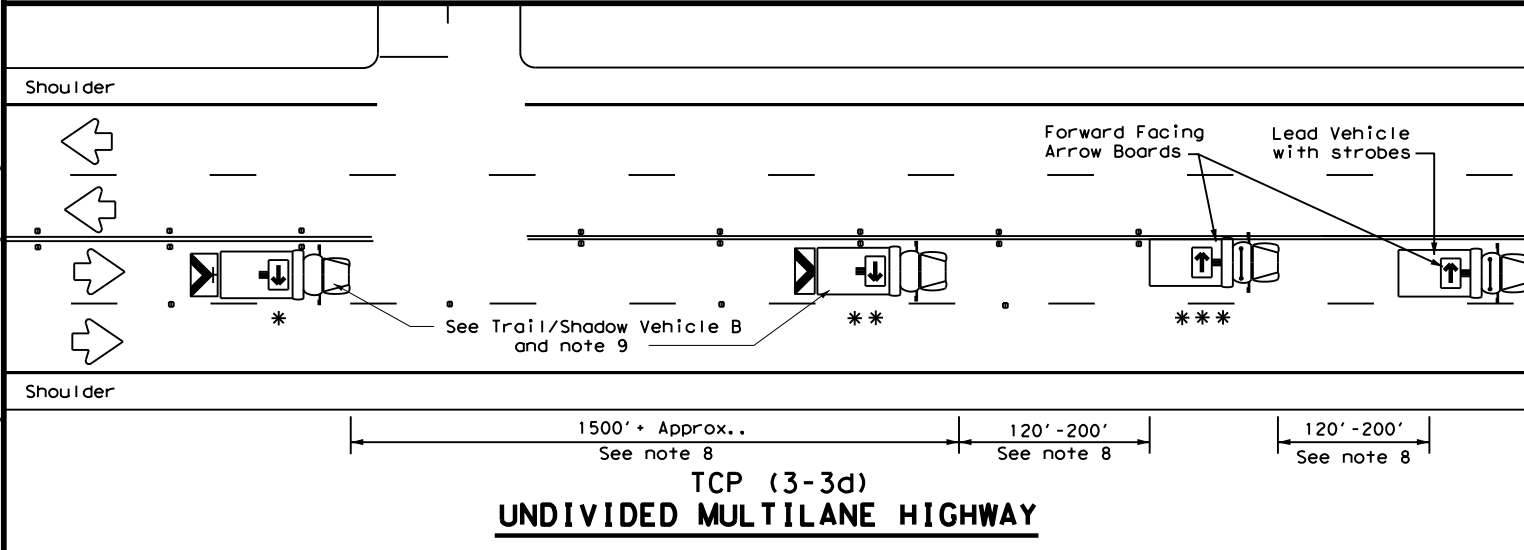 Shoulder
Forward Facing
Arrow Boards
Lead Vehicle
with strobes
*
**
***
See Trail/Shadow Vehicle B
and note 9
Shoulder
1500'+ Approx..
See note 8
120'-200'
See note 8
120'-200'
See note 8
TCP (3-3d)
UNDIVIDED MULTILANE HIGHWAY